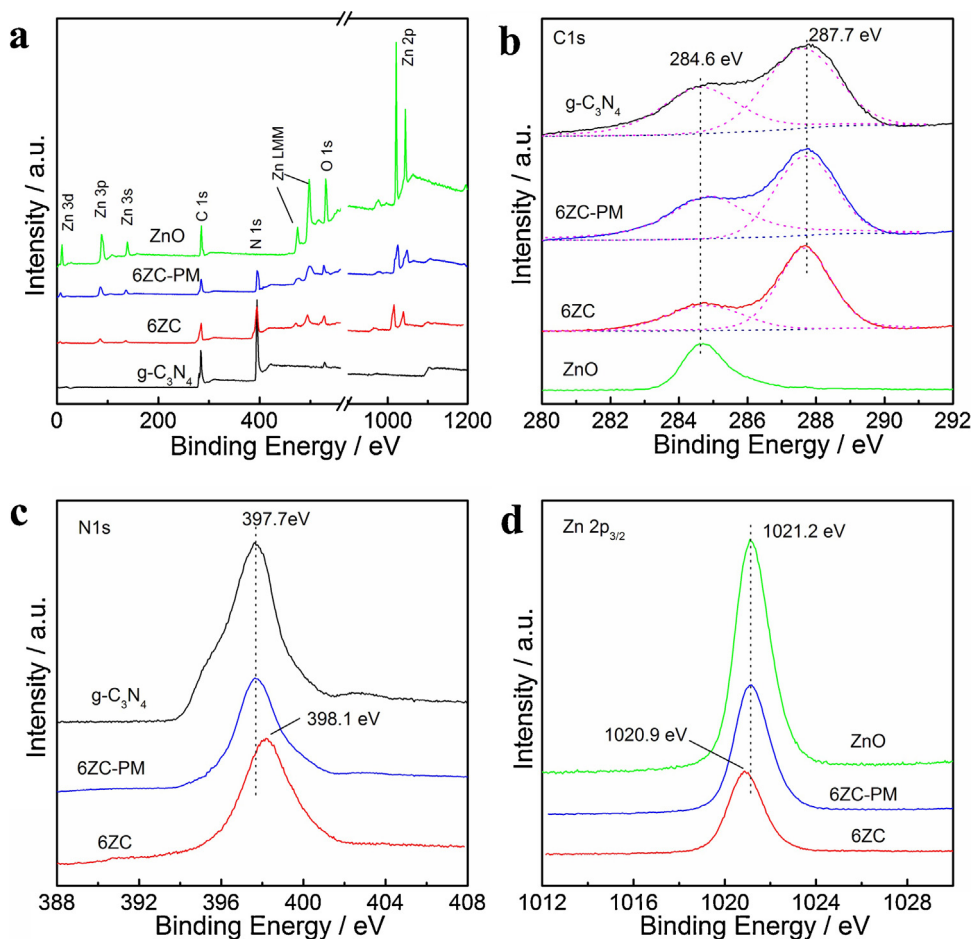 a
Zn 3d
Zn 3p
Zn 3s
C 1s
N 1s
Zn LMM
O 1s
Zn 2p
ZnO
6ZC-PM
6ZC
g-C₃N₄
Intensity / a.u.
0 200 400 1000 1200
Binding Energy / eV
b
C1s
284.6 eV
287.7 eV
g-C₃N₄
6ZC-PM
6ZC
ZnO
Intensity / a.u.
280 282 284 286 288 290 292
Binding Energy / eV
c
N1s
397.7eV
g-C₃N₄
398.1 eV
6ZC-PM
6ZC
Intensity / a.u.
388 392 396 400 404 408
Binding Energy / eV
d
Zn 2p₃/₂
1021.2 eV
1020.9 eV
ZnO
6ZC-PM
6ZC
Intensity / a.u.
1012 1016 1020 1024 1028
Binding Energy / eV